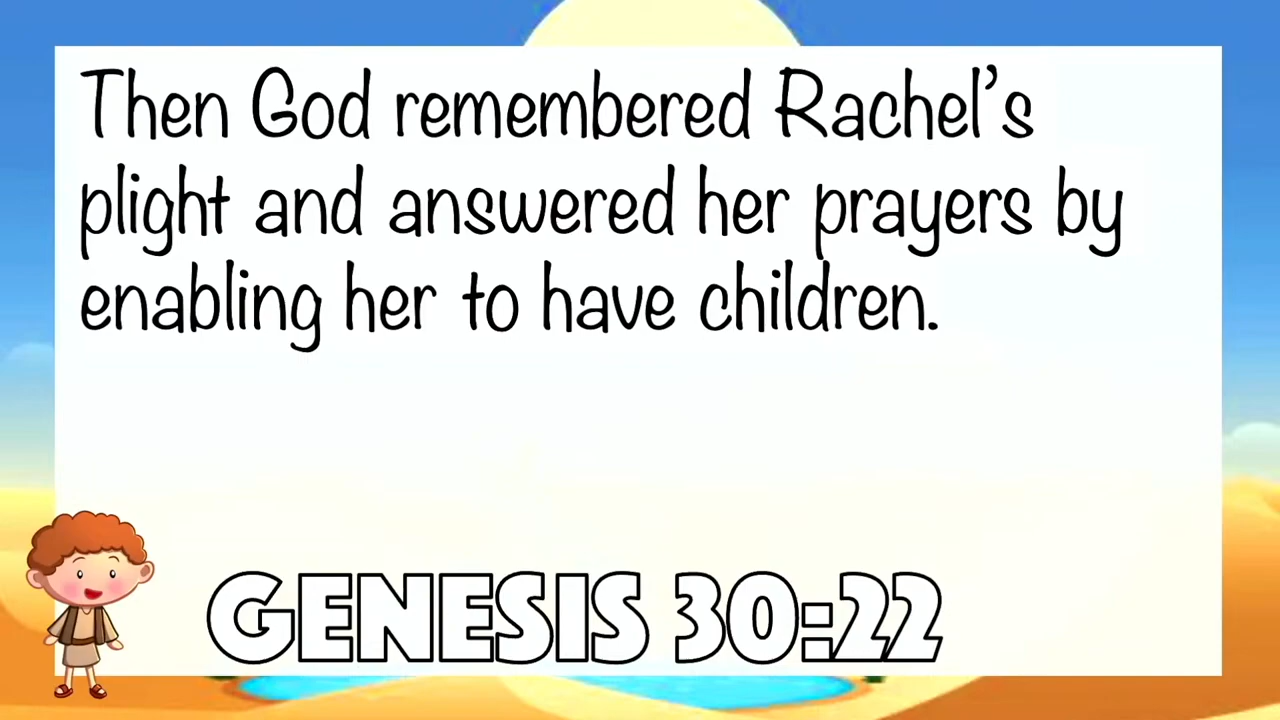 Then God remembered Rachel’s
plight and answered her prayers by
enabling her to have children.
GENESIS 30:22